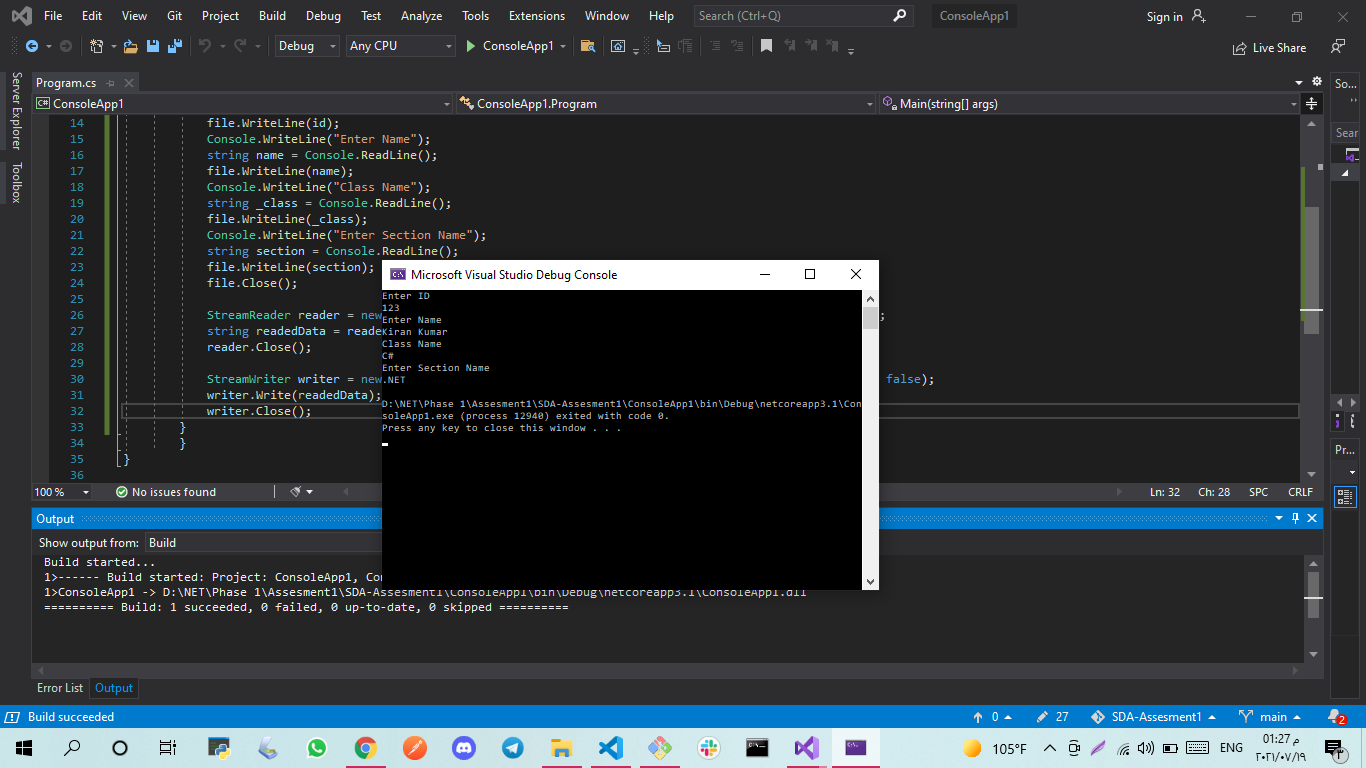 File Edit View Git Project Build Debug Test Analyze Tools Extensions Window Help Search (Ctrl+Q) ConsoleApp1 Sign in
Debug Any CPU ConsoleApp1 Live Share
Server Explorer
Toolbox
Program.cs
C# ConsoleApp1 ConsoleApp1.Program Main(string[] args)
14 file.WriteLine(id);
15 Console.WriteLine("Enter Name");
16 string name = Console.ReadLine();
17 file.WriteLine(name);
18 Console.WriteLine("Class Name");
19 string _class = Console.ReadLine();
20 file.WriteLine(_class);
21 Console.WriteLine("Enter Section Name");
22 string section = Console.ReadLine();
23 file.WriteLine(section);
24 file.Close();
25
26 StreamReader reader = new ;
27 string readedData = reade
28 reader.Close();
29
30 StreamWriter writer = new false);
31 writer.Write(readedData);
32 writer.Close();
33 }
34 }
35 }
36
Microsoft Visual Studio Debug Console
Enter ID
123
Enter Name
Kiran Kumar
Class Name
C#
Enter Section Name
.NET
D:\NET\Phase 1\Assesment1\SDA-Assesment1\ConsoleApp1\bin\Debug\netcoreapp3.1\Con
soleApp1.exe (process 12940) exited with code 0.
Press any key to close this window . . .
So...
Sear
Pr...
100 % No issues found Ln: 32 Ch: 28 SPC CRLF
Output
Show output from: Build
Build started...
1>------ Build started: Project: ConsoleApp1, Co
1>ConsoleApp1 -> D:\NET\Phase 1\Assesment1\SDA-Assesment1\ConsoleApp1\bin\Debug\netcoreapp3.1\ConsoleApp1.dll
========== Build: 1 succeeded, 0 failed, 0 up-to-date, 0 skipped ==========
Error List Output
Build succeeded 0 27 SDA-Assesment1 main 2
105°F ENG
01:27 م
٢٠٢١/٠٧/١٩
٣